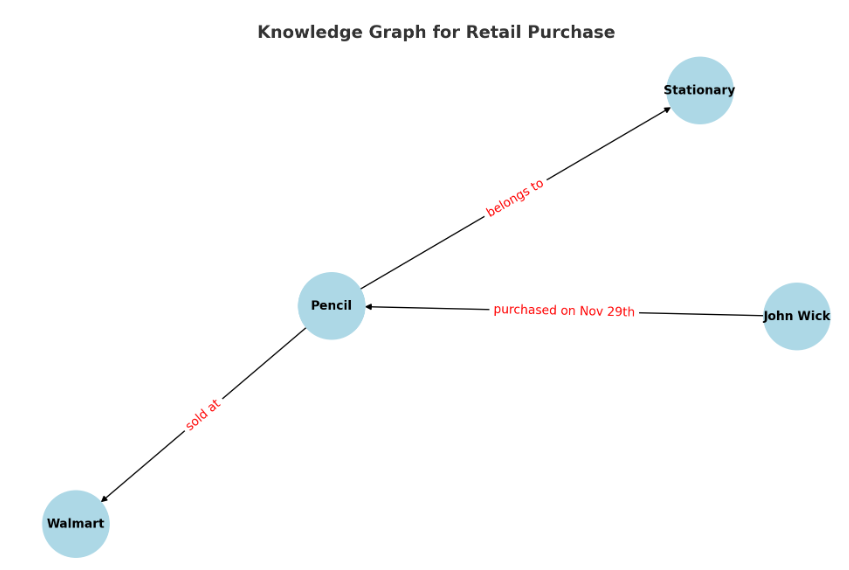 Knowledge Graph for Retail Purchase
Stationary
belongs to
Pencil
purchased on Nov 29th
John Wick
sold at
Walmart